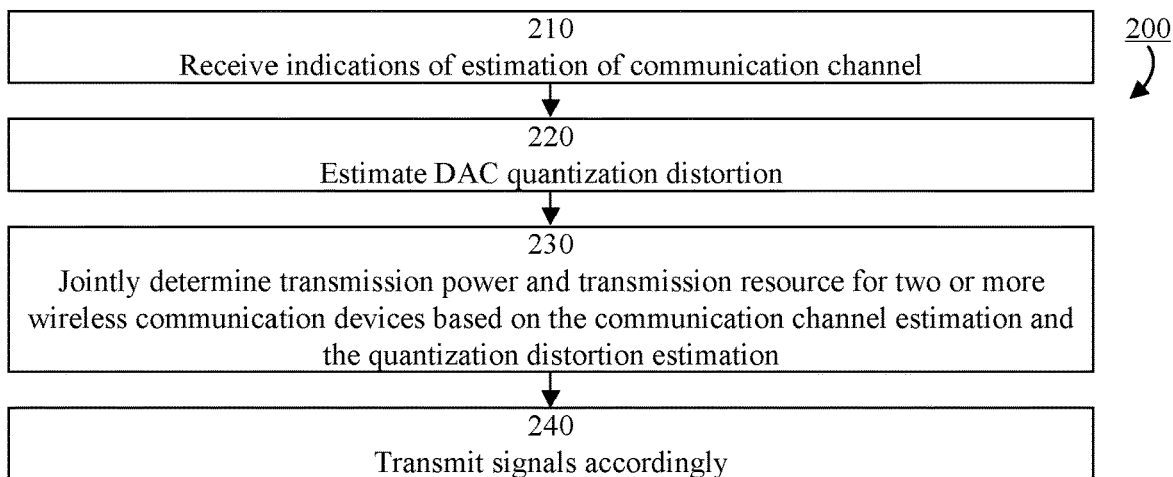 210
200
Receive indications of estimation of communication channel
220
Estimate DAC quantization distortion
230
Jointly determine transmission power and transmission resource for two or more
wireless communication devices based on the communication channel estimation and
the quantization distortion estimation
240
Transmit signals accordingly